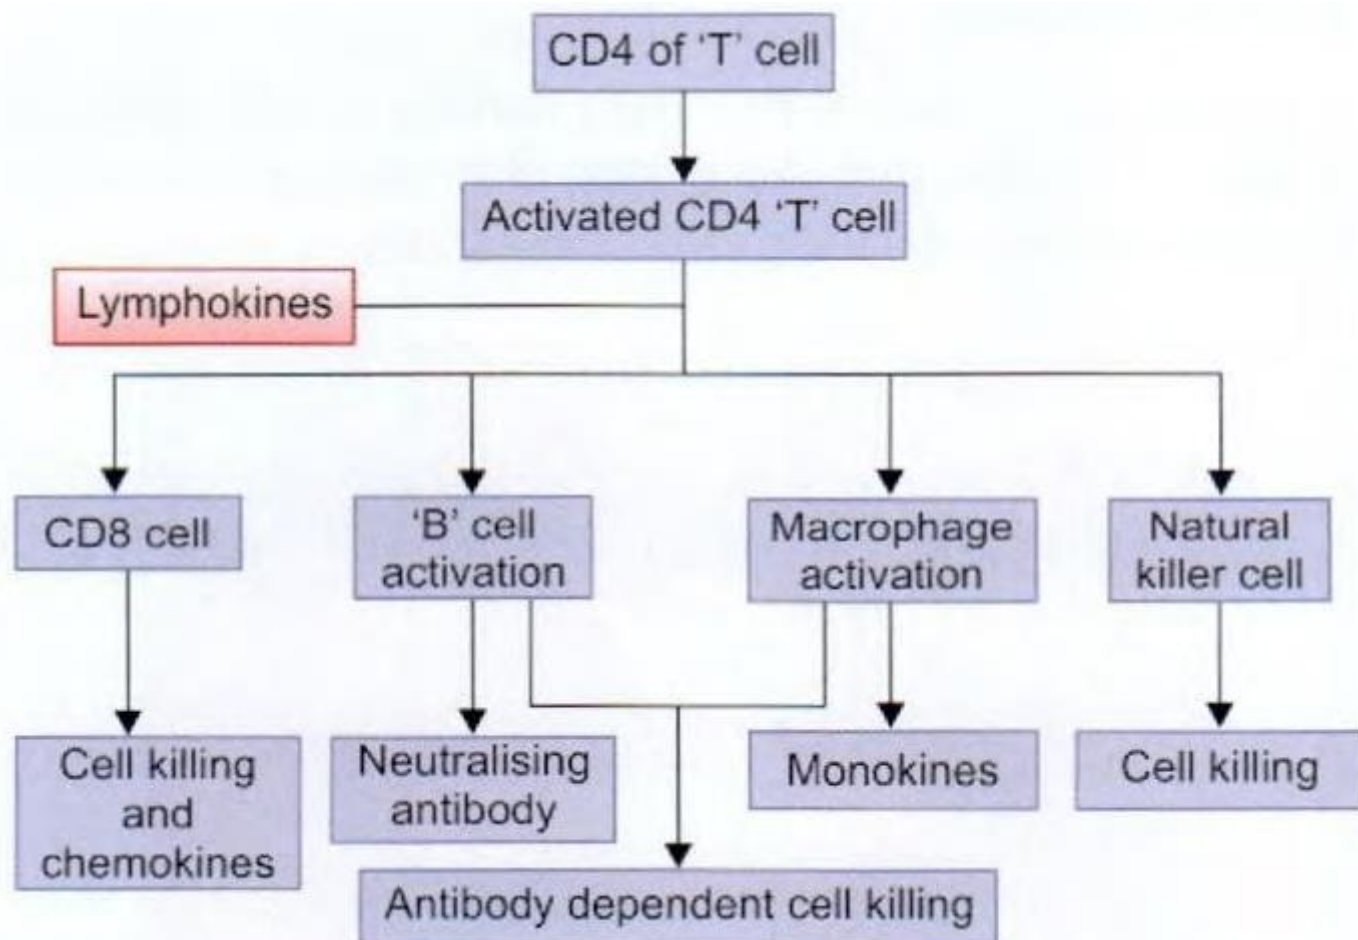 CD4 of ‘T’ cell
Activated CD4 ‘T’ cell
Lymphokines
CD8 cell
‘B’ cell
activation
Macrophage
activation
Natural
killer cell
Cell killing
and
chemokines
Neutralising
antibody
Monokines
Cell killing
Antibody dependent cell killing